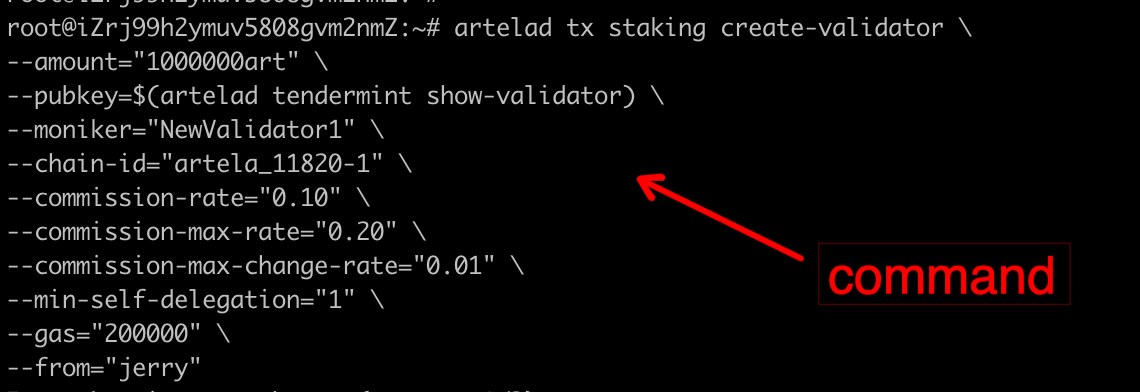 root@iZrj99h2ymuv5808gvm2nmZ:~# artelad tx staking create-validator \
--amount="1000000art" \
--pubkey=$(artelad tendermint show-validator) \
--moniker="NewValidator1" \
--chain-id="artela_11820-1" \
--commission-rate="0.10" \
--commission-max-rate="0.20" \
--commission-max-change-rate="0.01" \
--min-self-delegation="1" \
--gas="200000" \
--from="jerry"
command